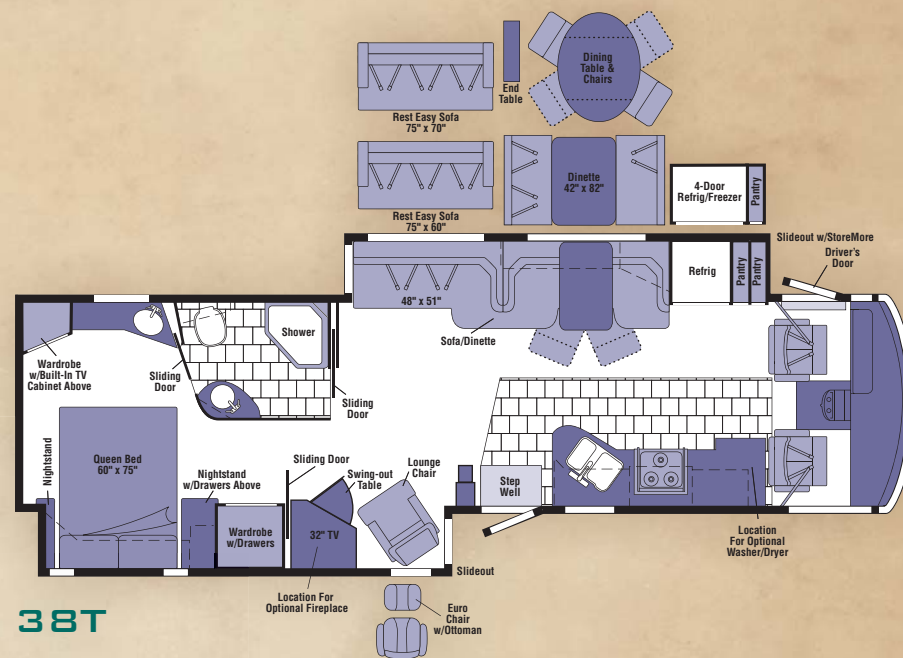 Dining
Table &
Chairs
End
Table
Rest Easy Sofa
75" x 70"
Dinette
42" x 82"
4-Door
Refrig/Freezer
Pantry
Rest Easy Sofa
75" x 60"
Slideout w/StoreMore
Driver's
Door
Refrig
Pantry
Pantry
48" x 51"
Sofa/Dinette
Shower
Wardrobe
w/Built-In TV
Cabinet Above
Sliding
Door
Sliding
Door
Queen Bed
60" x 75"
Nightstand
Nightstand
w/Drawers Above
Sliding Door
Swing-out
Table
Lounge
Chair
Step
Well
Wardrobe
w/Drawers
32" TV
Location
For Optional
Washer/Dryer
Slideout
Location For
Optional Fireplace
Euro
Chair
w/Ottoman
38T